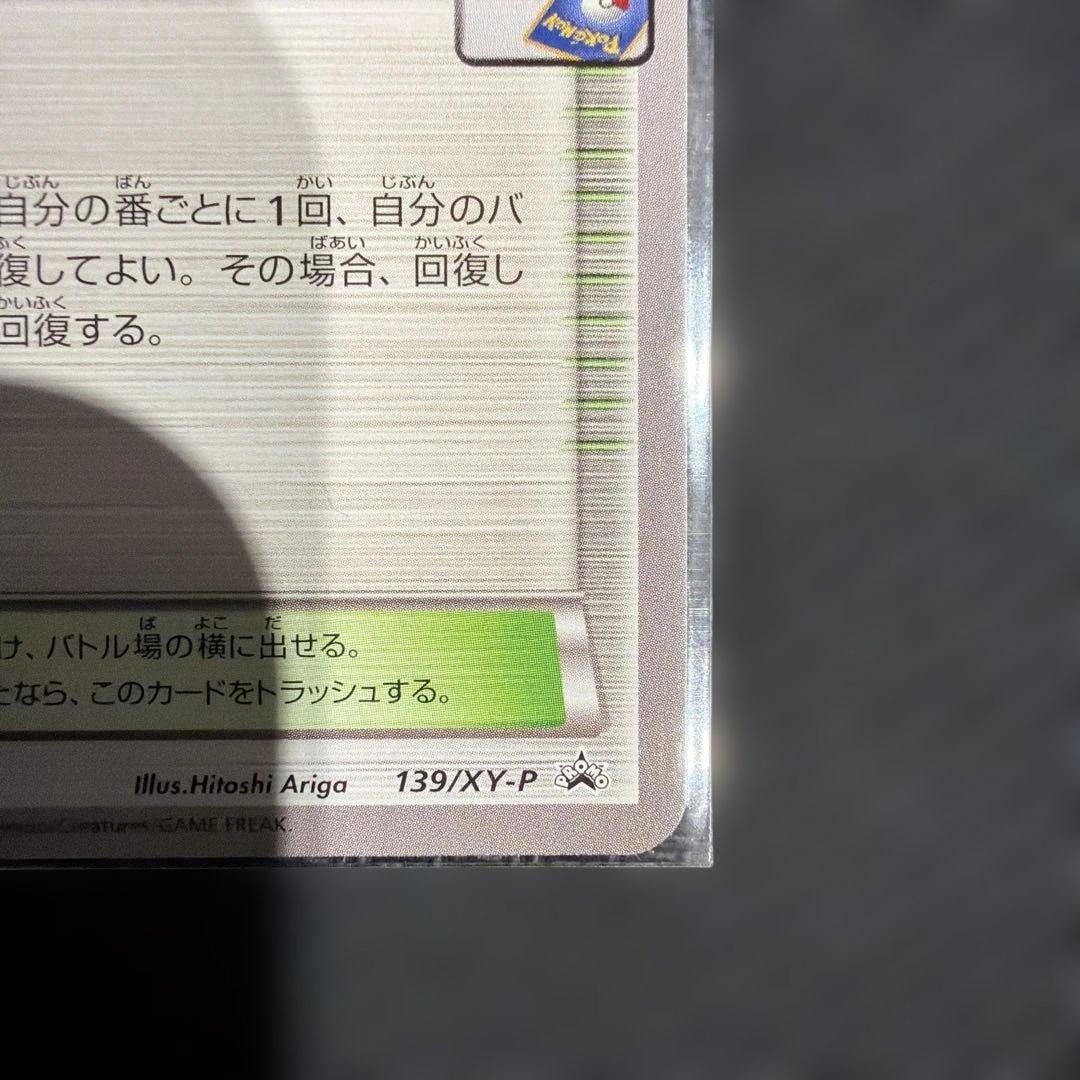 POKéMON
自分の番ごとに1回、自分のバ
復してよい。その場合、回復し
回復する。
け、バトル場の横に出せる。
なら、このカードをトラッシュする。
Illus.Hitoshi Ariga 139/XY-P PROMO
Creatures/GAME FREAK.